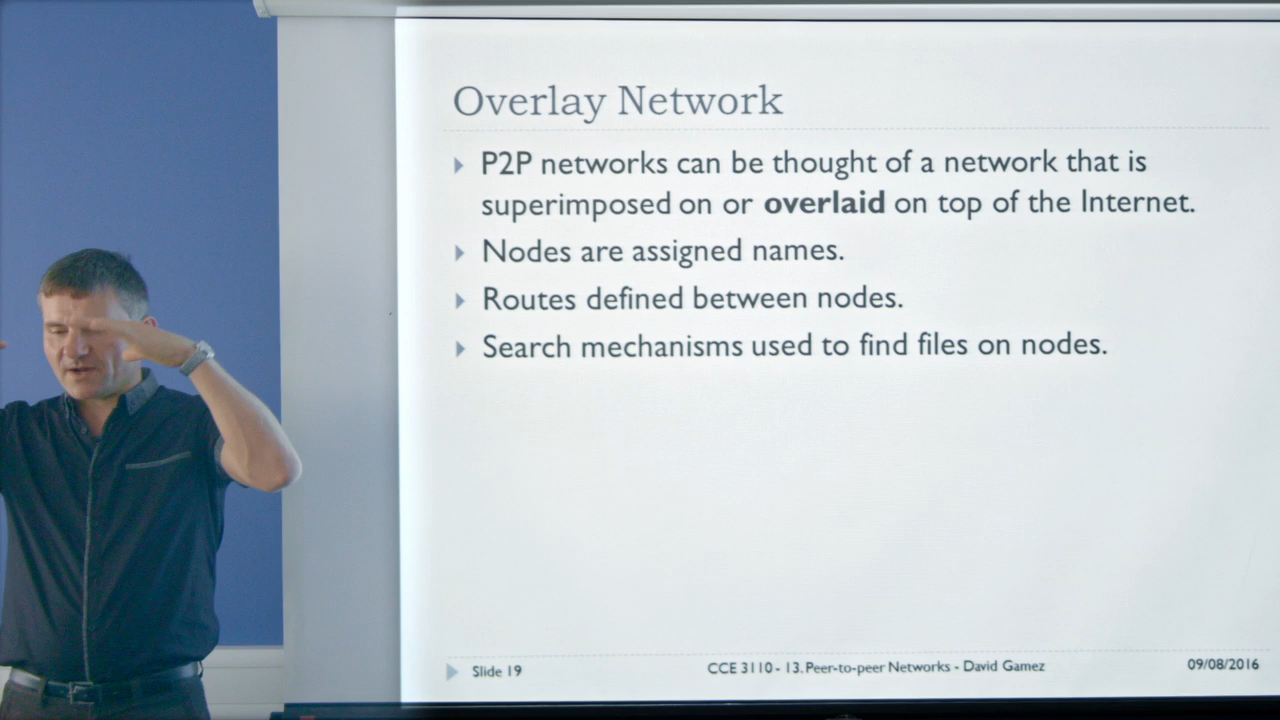 Overlay Network
P2P networks can be thought of a network that is
superimposed on or overlaid on top of the Internet.
Nodes are assigned names.
Routes defined between nodes.
Search mechanisms used to find files on nodes.
Slide 19
CCE 3110 - 13. Peer-to-peer Networks - David Gamez
09/08/2016